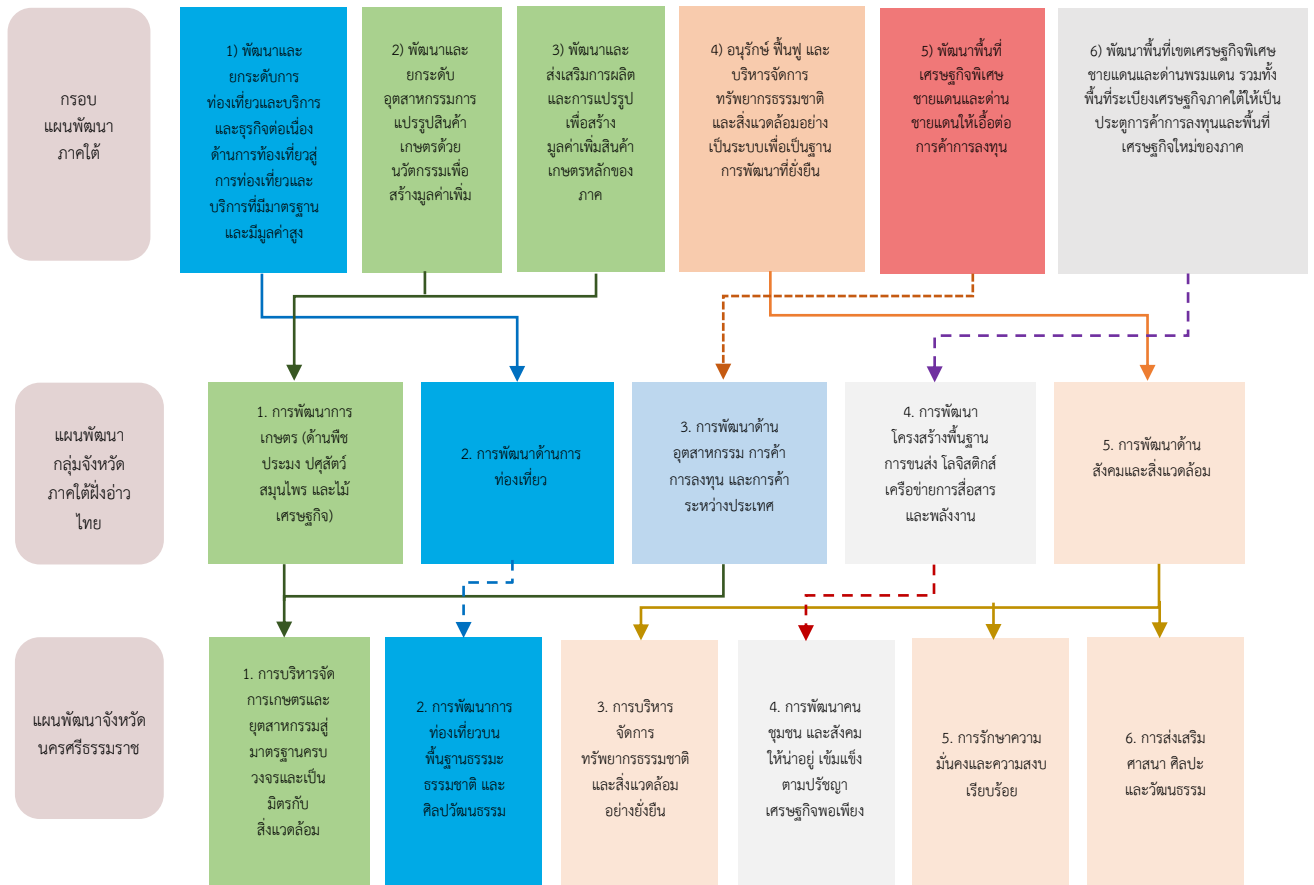 กรอบ
แผนพัฒนา
ภาคใต้
1) พัฒนาและ
ยกระดับการ
ท่องเที่ยวและบริการ
และธุรกิจต่อเนื่อง
ด้านการท้องเที่ยวสู่
การท่องเที่ยวและ
บริการที่มีมาตรฐาน
และมีมูลค่าสูง
2) พัฒนาและ
ยกระดับ
อุตสาหกรรมการ
แปรรูปสินค้า
เกษตรด้วย
นวัตกรรมเพื่อ
สร้างมูลค่าเพิ่ม
3) พัฒนาและ
ส่งเสริมการผลิต
และการแปรรูป
เพื่อสร้าง
มูลค่าเพิ่มสินค้า
เกษตรหลักของ
ภาค
4) อนุรักษ์ ฟื้นฟู และ
บริหารจัดการ
ทรัพยากรธรรมชาติ
และสิ่งแวดล้อมอย่าง
เป็นระบบเพื่อเป็นฐาน
การพัฒนาที่ยั่งยืน
5) พัฒนาพื้นที่
เศรษฐกิจพิเศษ
ชายแดนและด่าน
ชายแดนให้เอื้อต่อ
การค้าการลงทุน
6) พัฒนาพื้นที่เขตเศรษฐกิจพิเศษ
ชายแดนและด่านพรมแดน รวมทั้ง
พื้นที่ระเบียงเศรษฐกิจภาคใต้ให้เป็น
ประตูการค้าการลงทุนและพื้นที่
เศรษฐกิจใหม่ของภาค
แผนพัฒนา
กลุ่มจังหวัด
ภาคใต้ฝั่งอ่าว
ไทย
1. การพัฒนาการ
เกษตร (ด้านพืช
ประมง ปศุสัตว์
สมุนไพร และไม้
เศรษฐกิจ)
2. การพัฒนาด้านการ
ท่องเที่ยว
3. การพัฒนาด้าน
อุตสาหกรรม การค้า
การลงทุน และการค้า
ระหว่างประเทศ
4. การพัฒนา
โครงสร้างพื้นฐาน
การขนส่ง โลจิสติกส์
เครือข่ายการสื่อสาร
และพลังงาน
5. การพัฒนาด้าน
สังคมและสิ่งแวดล้อม
แผนพัฒนาจังหวัด
นครศรีธรรมราช
1. การบริหารจัด
การเกษตรและ
ยุตสาหกรรมสู่
มาตรฐานครบ
วงจรและเป็น
มิตรกับ
สิ่งแวดล้อม
2. การพัฒนาการ
ท่องเที่ยวบน
พื้นฐานธรรมะ
ธรรมชาติ และ
ศิลปวัฒนธรรม
3. การบริหาร
จัดการ
ทรัพยากรธรรมชาติ
และสิ่งแวดล้อม
อย่างยั่งยืน
4. การพัฒนาคน
ชุมชน และสังคม
ให้น่าอยู่ เข้มแข็ง
ตามปรัชญา
เศรษฐกิจพอเพียง
5. การรักษาความ
มั่นคงและความสงบ
เรียบร้อย
6. การส่งเสริม
ศาสนา ศิลปะ
และวัฒนธรรม